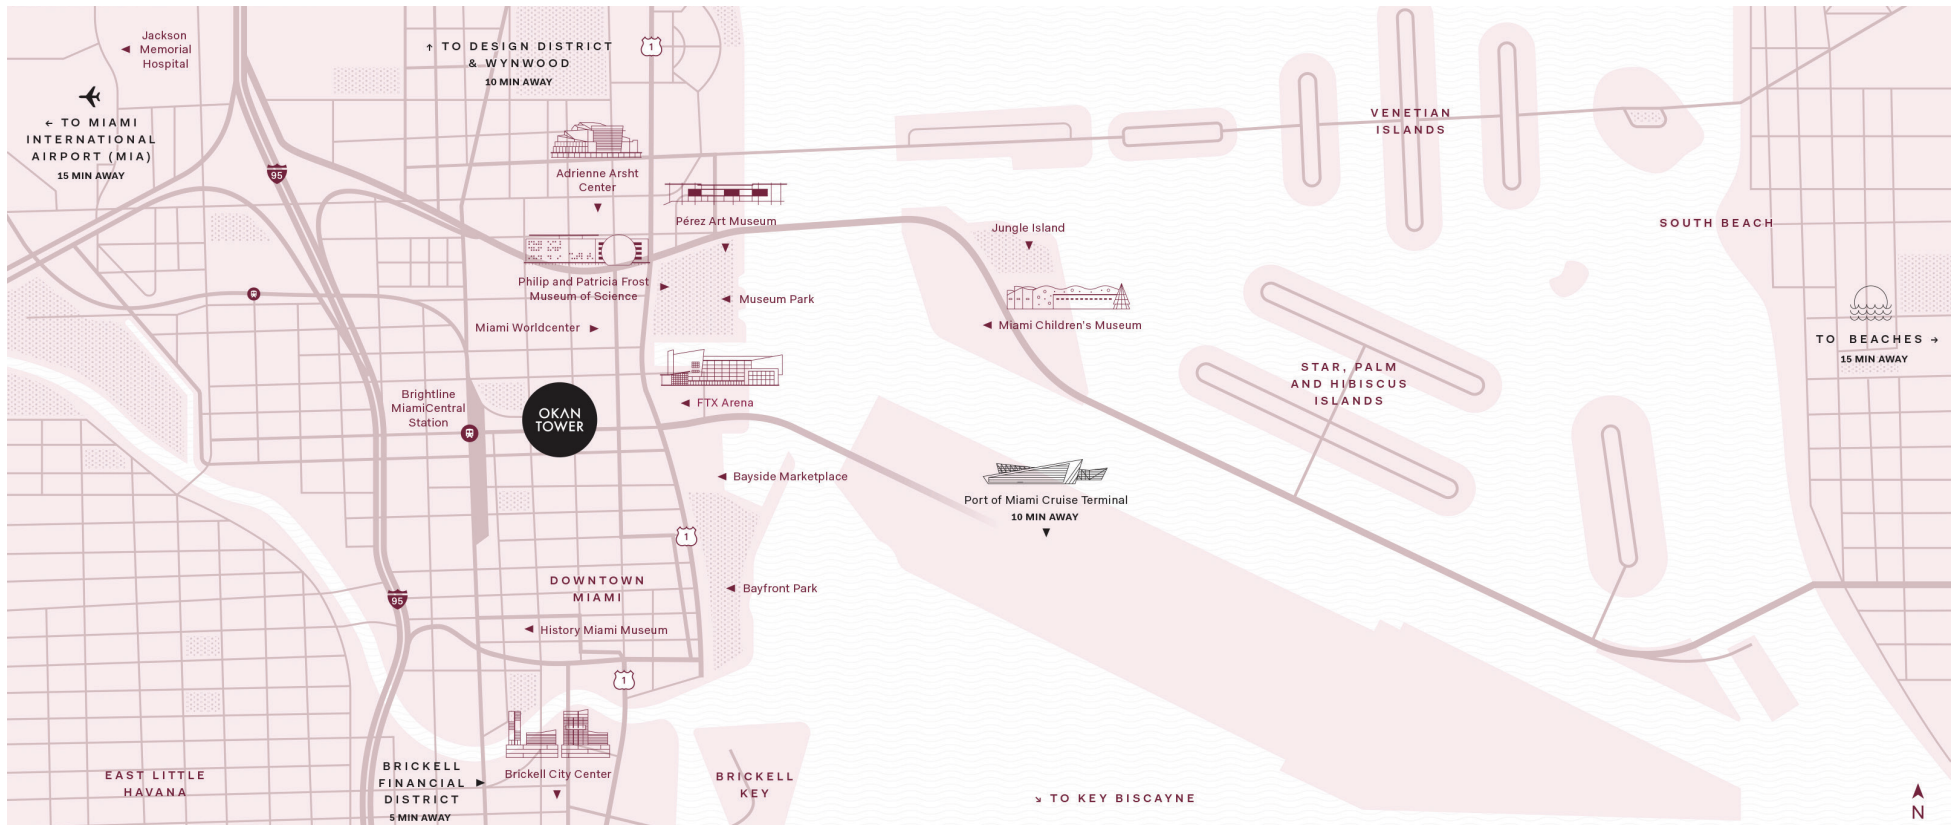 Jackson
Memorial
Hospital
← TO MIAMI
INTERNATIONAL
AIRPORT (MIA)
15 MIN AWAY
95
↑ TO DESIGN DISTRICT
& WYNWOOD
10 MIN AWAY
1
Adrienne Arsht
Center
Pérez Art Museum
Philip and Patricia Frost
Museum of Science
Museum Park
Miami Worldcenter
Jungle Island
Miami Children's Museum
VENETIAN
ISLANDS
SOUTH BEACH
TO BEACHES →
15 MIN AWAY
STAR, PALM
AND HIBISCUS
ISLANDS
Brightline
MiamiCentral
Station
OKAN
TOWER
FTX Arena
Bayside Marketplace
Port of Miami Cruise Terminal
10 MIN AWAY
1
Bayfront Park
DOWNTOWN
MIAMI
95
History Miami Museum
1
Brickell City Center
BRICKELL
FINANCIAL
DISTRICT
5 MIN AWAY
EAST LITTLE
HAVANA
BRICKELL
KEY
↘ TO KEY BISCAYNE
N